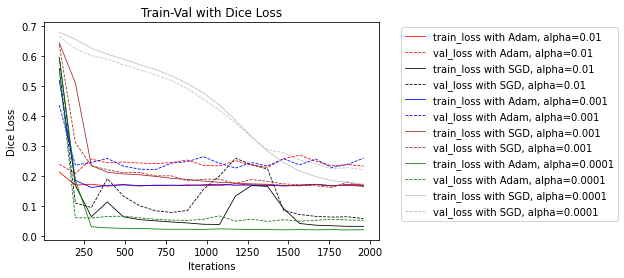 Train-Val with Dice Loss
0.7
0.6
0.5
0.4
0.3
0.2
0.1
0.0
Dice Loss
250 500 750 1000 1250 1500 1750 2000
Iterations
train_loss with Adam, alpha=0.01
val_loss with Adam, alpha=0.01
train_loss with SGD, alpha=0.01
val_loss with SGD, alpha=0.01
train_loss with Adam, alpha=0.001
val_loss with Adam, alpha=0.001
train_loss with SGD, alpha=0.001
val_loss with SGD, alpha=0.001
train_loss with Adam, alpha=0.0001
val_loss with Adam, alpha=0.0001
train_loss with SGD, alpha=0.0001
val_loss with SGD, alpha=0.0001